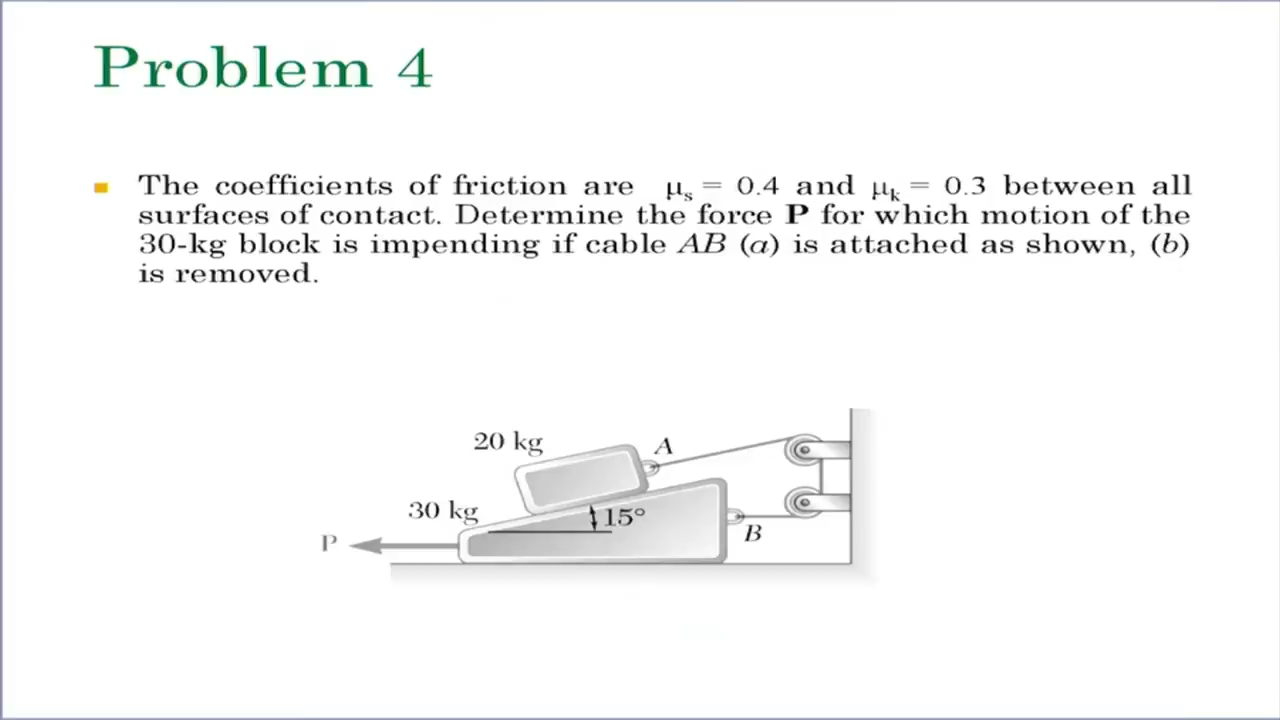 Problem 4
The coefficients of friction are μs = 0.4 and μk = 0.3 between all
surfaces of contact. Determine the force P for which motion of the
30-kg block is impending if cable AB (a) is attached as shown, (b)
is removed.
20 kg
A
30 kg
15°
P
B